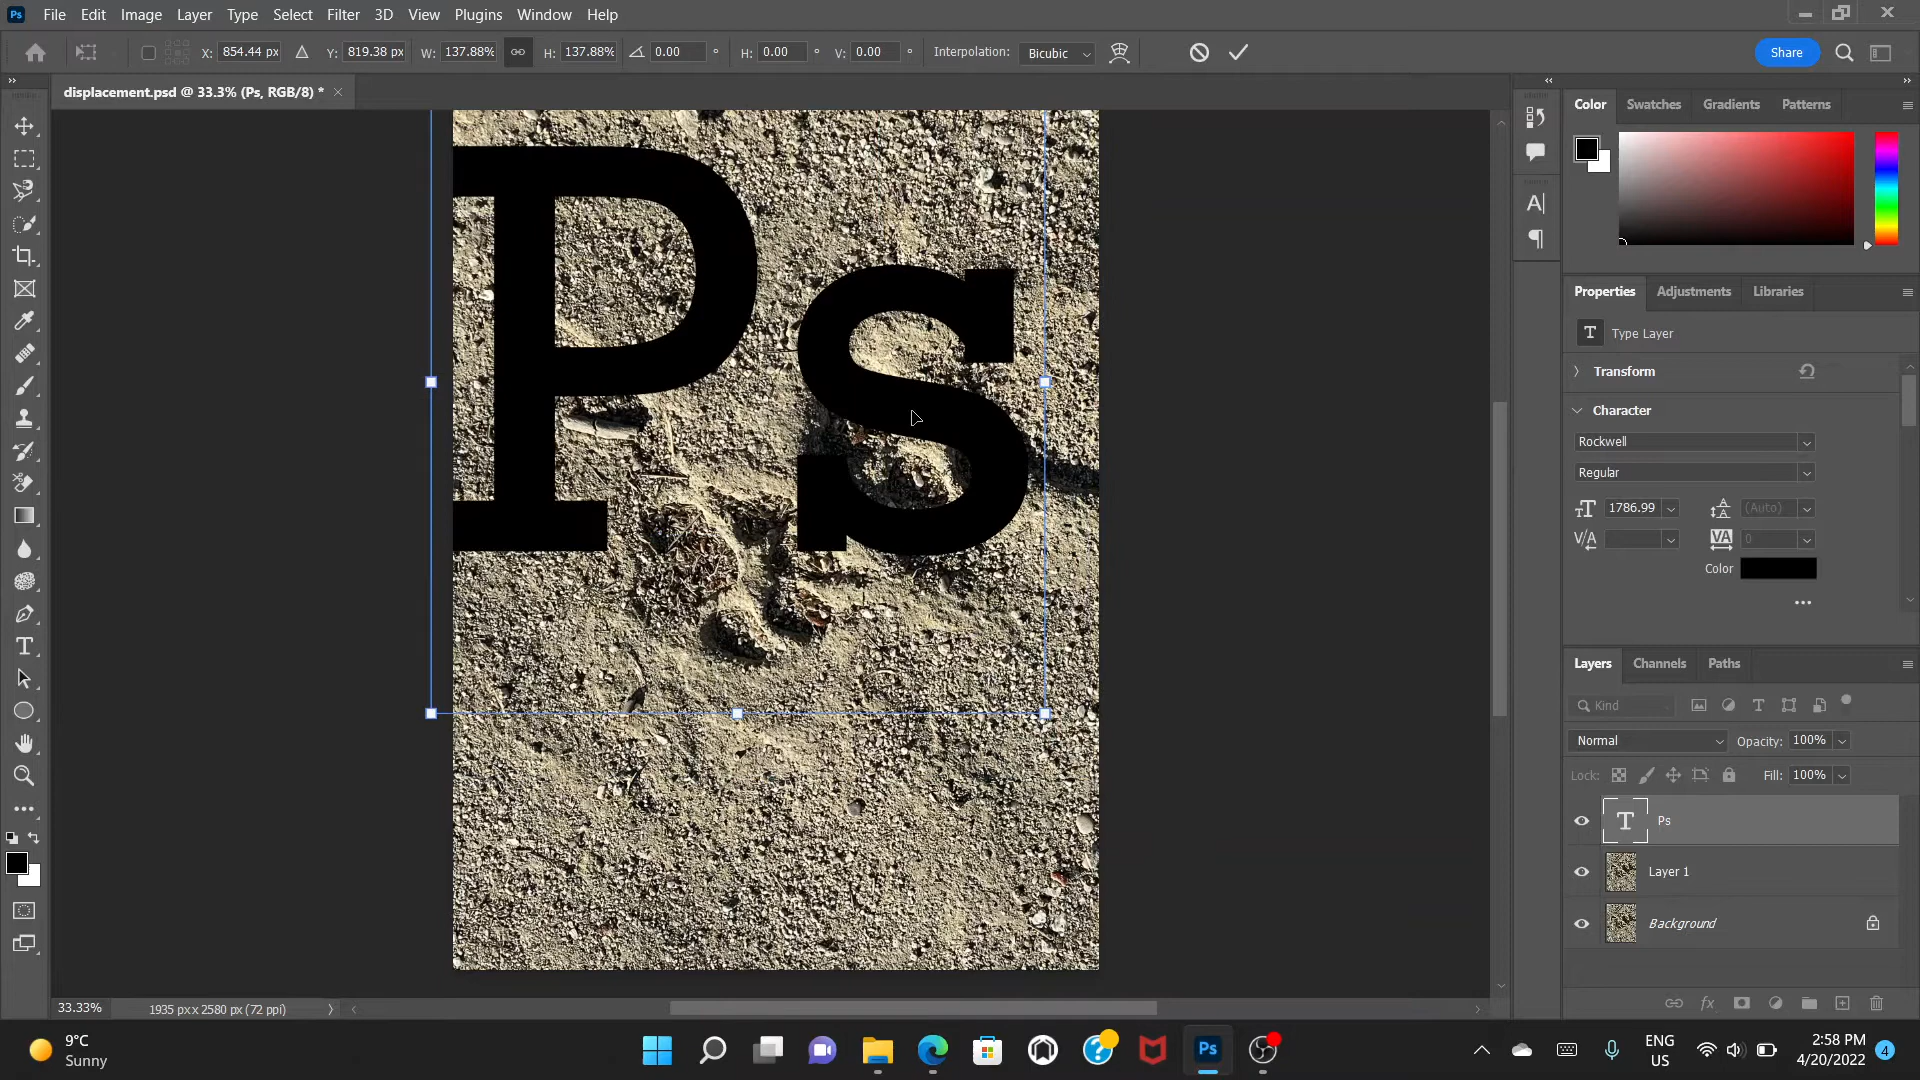 Ps File Edit Image Layer Type Select Filter 3D View Plugins Window Help
X: 854.44 px Y: 819.38 px W: 137.88% H: 137.88% 0.00 ° H: 0.00 ° V: 0.00 ° Interpolation: Bicubic Share
displacement.psd @ 33.3% (Ps, RGB/8) *
Color Swatches Gradients Patterns
Properties Adjustments Libraries
T Type Layer
Transform
Character
Rockwell
Regular
1786.99 (Auto)
V/A VA 0
Color
Ps
Layers Channels Paths
Kind
Normal Opacity: 100%
Lock: Fill: 100%
T Ps
Layer 1
Background
fx
33.33% 1935 px x 2580 px (72 ppi)
9°C
Sunny
Ps
ENG
US
2:58 PM
4/20/2022
4